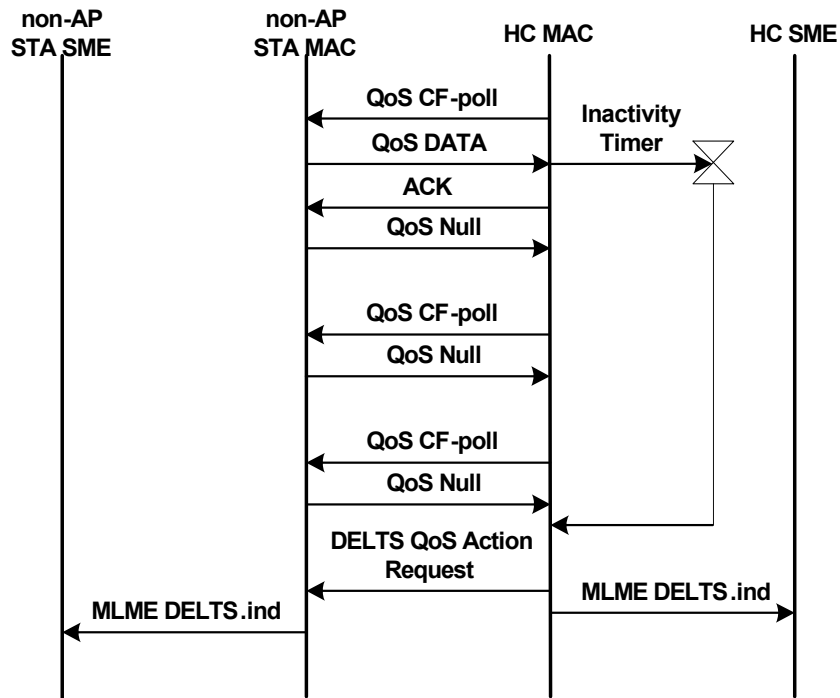 non-AP
STA SME
non-AP
STA MAC
HC MAC
HC SME
QoS CF-poll
Inactivity
Timer
QoS DATA
ACK
QoS Null
QoS CF-poll
QoS Null
QoS CF-poll
QoS Null
DELTS QoS Action
Request
MLME DELTS.ind
MLME DELTS.ind